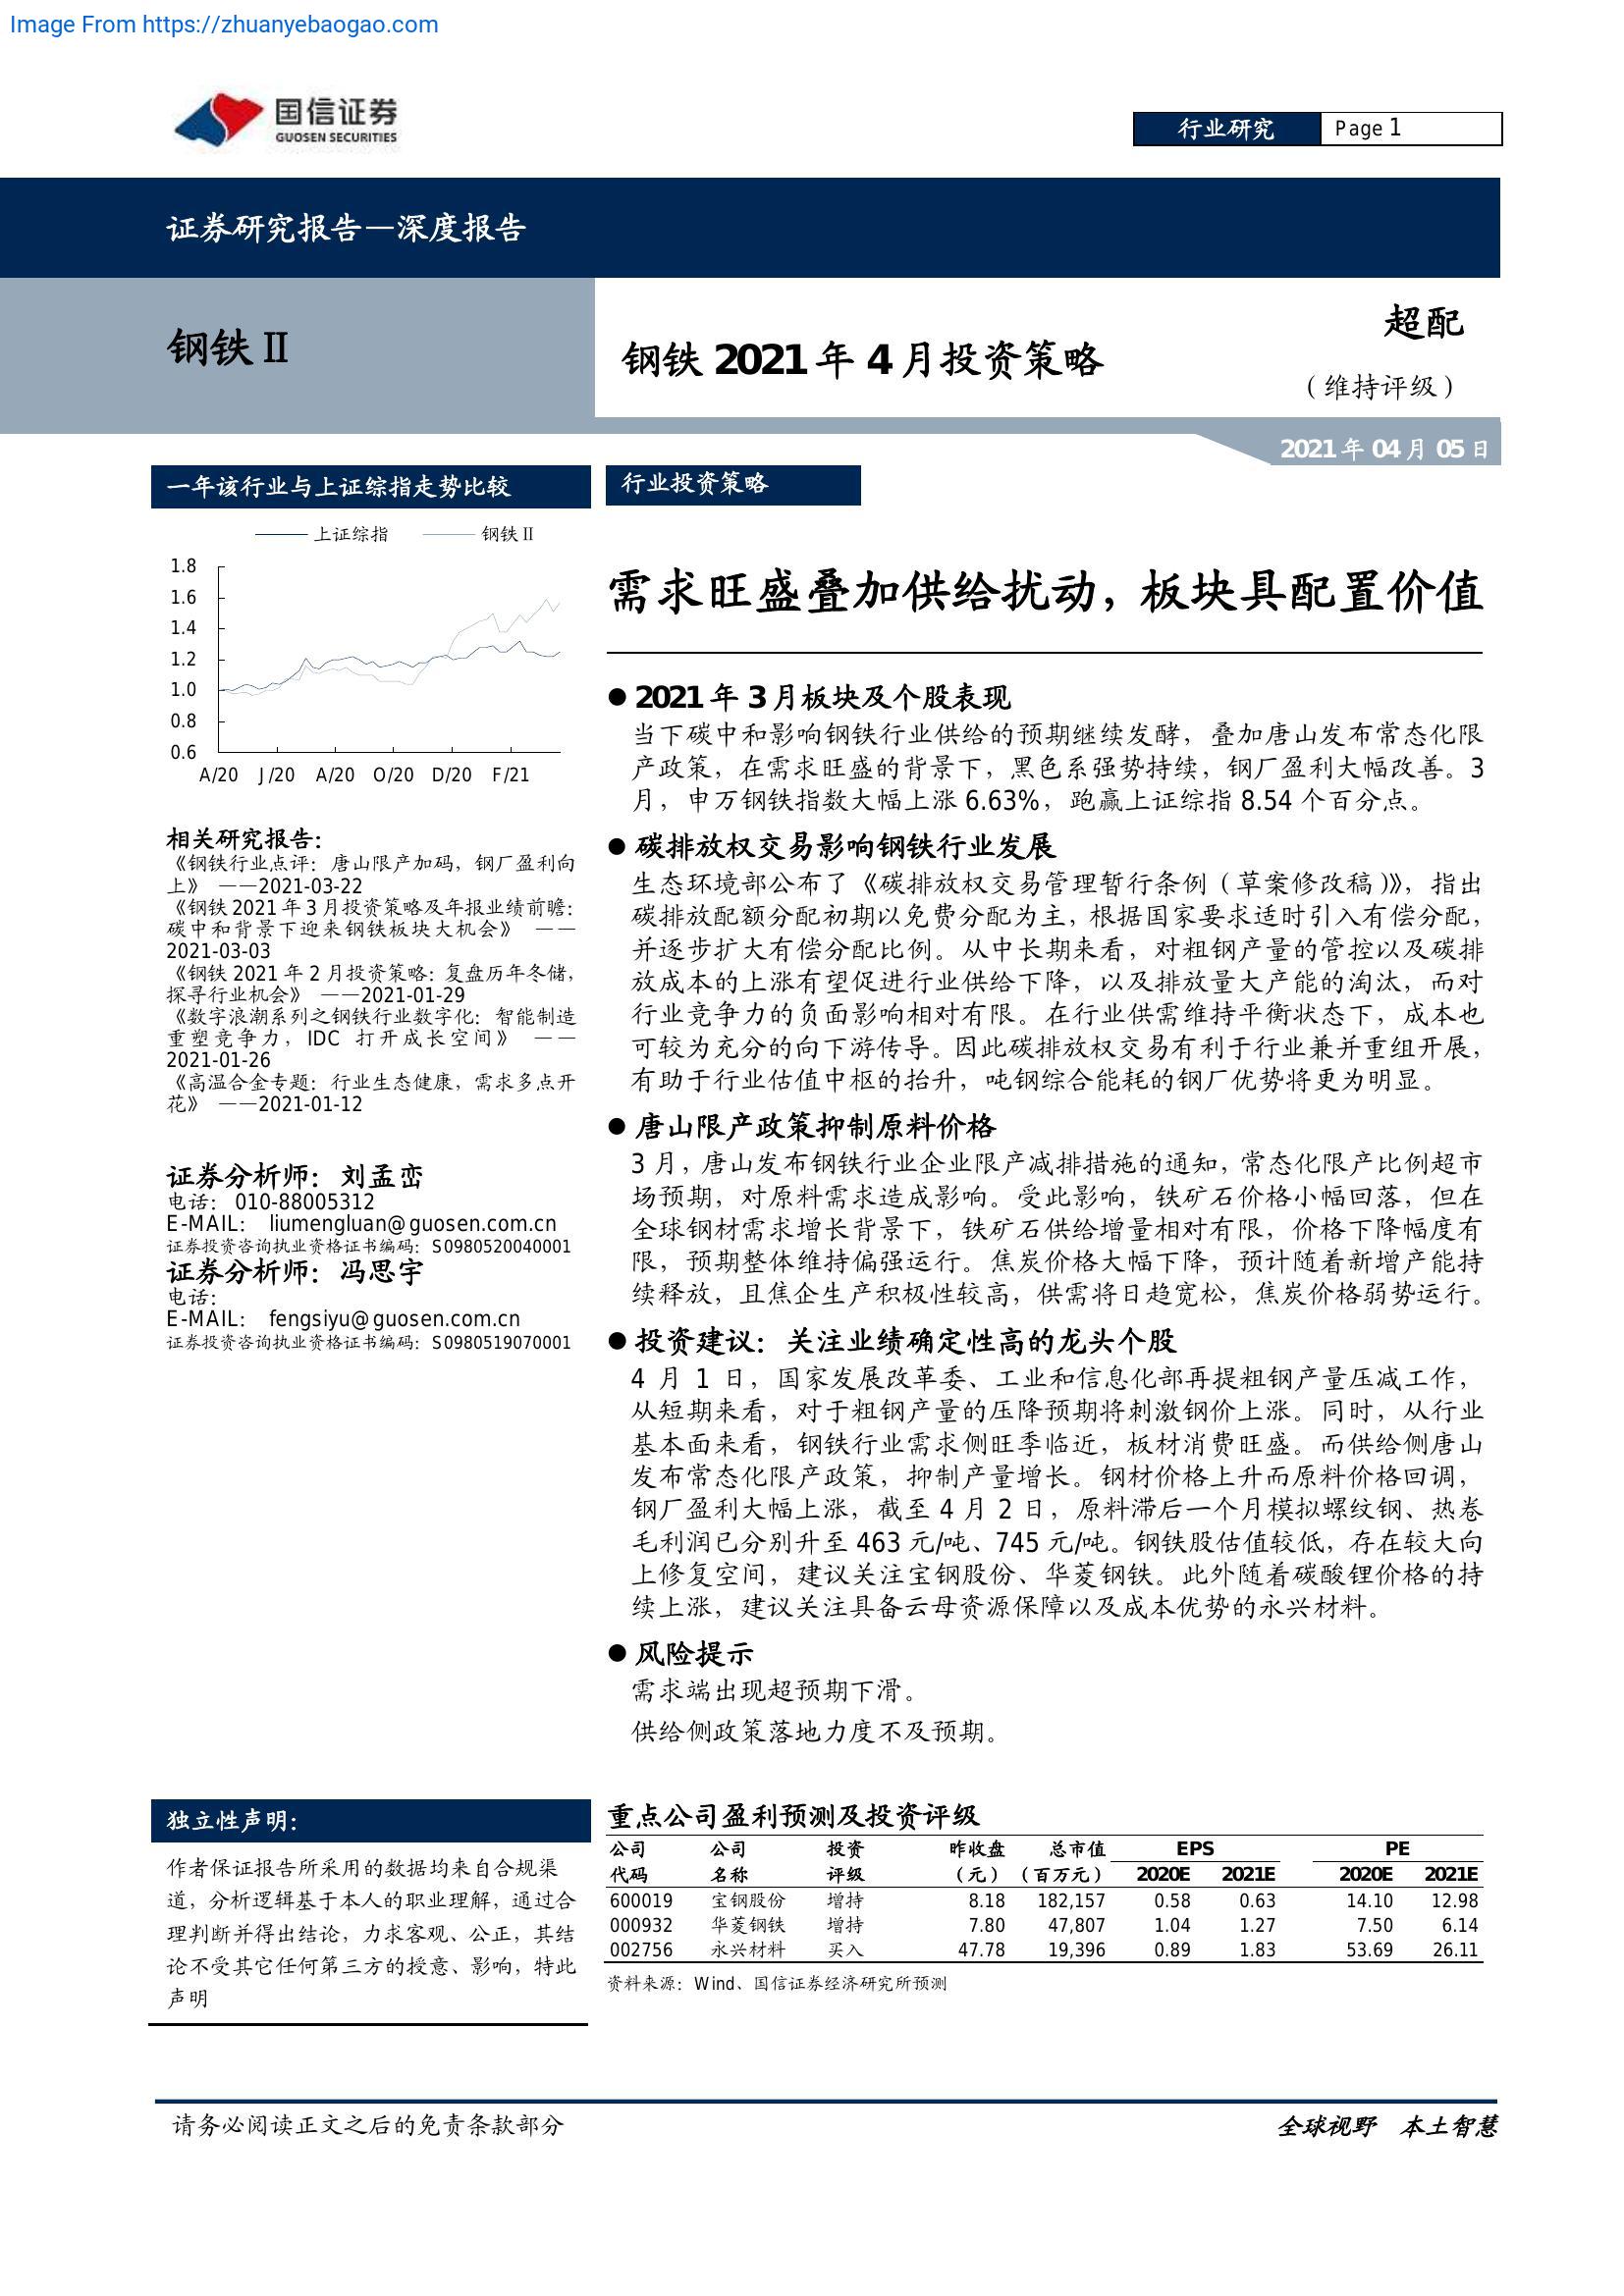 Image From https://zhuanyebaogao.com
国信证券
GUOSEN SECURITIES
行业研究
Page 1
证券研究报告—深度报告
钢铁Ⅱ
钢铁 2021 年 4 月投资策略
超配
（维持评级）
2021 年 04 月 05 日
一年该行业与上证综指走势比较
上证综指 钢铁Ⅱ
1.8
1.6
1.4
1.2
1.0
0.8
0.6
A/20 J/20 A/20 O/20 D/20 F/21
相关研究报告：
《钢铁行业点评：唐山限产加码，钢厂盈利向
上》 ——2021-03-22
《钢铁 2021 年 3 月投资策略及年报业绩前瞻：
碳中和背景下迎来钢铁板块大机会》 ——
2021-03-03
《钢铁 2021 年 2 月投资策略：复盘历年冬储，
探寻行业机会》 ——2021-01-29
《数字浪潮系列之钢铁行业数字化：智能制造
重塑竞争力，IDC 打开成长空间》 ——
2021-01-26
《高温合金专题：行业生态健康，需求多点开
花》 ——2021-01-12
证券分析师：刘孟峦
电话： 010-88005312
E-MAIL： liumengluan@guosen.com.cn
证券投资咨询执业资格证书编码：S0980520040001
证券分析师：冯思宇
电话：
E-MAIL： fengsiyu@guosen.com.cn
证券投资咨询执业资格证书编码：S0980519070001
独立性声明：
作者保证报告所采用的数据均来自合规渠
道，分析逻辑基于本人的职业理解，通过合
理判断并得出结论，力求客观、公正，其结
论不受其它任何第三方的授意、影响，特此
声明
行业投资策略
需求旺盛叠加供给扰动，板块具配置价值
● 2021 年 3 月板块及个股表现
当下碳中和影响钢铁行业供给的预期继续发酵，叠加唐山发布常态化限
产政策，在需求旺盛的背景下，黑色系强势持续，钢厂盈利大幅改善。3
月，申万钢铁指数大幅上涨 6.63%，跑赢上证综指 8.54 个百分点。
● 碳排放权交易影响钢铁行业发展
生态环境部公布了《碳排放权交易管理暂行条例（草案修改稿）》，指出
碳排放配额分配初期以免费分配为主，根据国家要求适时引入有偿分配，
并逐步扩大有偿分配比例。从中长期来看，对粗钢产量的管控以及碳排
放成本的上涨有望促进行业供给下降，以及排放量大产能的淘汰，而对
行业竞争力的负面影响相对有限。在行业供需维持平衡状态下，成本也
可较为充分的向下游传导。因此碳排放权交易有利于行业兼并重组开展，
有助于行业估值中枢的抬升，吨钢综合能耗的钢厂优势将更为明显。
● 唐山限产政策抑制原料价格
3 月，唐山发布钢铁行业企业限产减排措施的通知，常态化限产比例超市
场预期，对原料需求造成影响。受此影响，铁矿石价格小幅回落，但在
全球钢材需求增长背景下，铁矿石供给增量相对有限，价格下降幅度有
限，预期整体维持偏强运行。焦炭价格大幅下降，预计随着新增产能持
续释放，且焦企生产积极性较高，供需将日趋宽松，焦炭价格弱势运行。
● 投资建议：关注业绩确定性高的龙头个股
4 月 1 日，国家发展改革委、工业和信息化部再提粗钢产量压减工作，
从短期来看，对于粗钢产量的压降预期将刺激钢价上涨。同时，从行业
基本面来看，钢铁行业需求侧旺季临近，板材消费旺盛。而供给侧唐山
发布常态化限产政策，抑制产量增长。钢材价格上升而原料价格回调，
钢厂盈利大幅上涨，截至 4 月 2 日，原料滞后一个月模拟螺纹钢、热卷
毛利润已分别升至 463 元/吨、745 元/吨。钢铁股估值较低，存在较大向
上修复空间，建议关注宝钢股份、华菱钢铁。此外随着碳酸锂价格的持
续上涨，建议关注具备云母资源保障以及成本优势的永兴材料。
● 风险提示
需求端出现超预期下滑。
供给侧政策落地力度不及预期。
重点公司盈利预测及投资评级
公司 公司 投资 昨收盘 总市值 EPS PE
代码 名称 评级 （元） （百万元） 2020E 2021E 2020E 2021E
600019 宝钢股份 增持 8.18 182,157 0.58 0.63 14.10 12.98
000932 华菱钢铁 增持 7.80 47,807 1.04 1.27 7.50 6.14
002756 永兴材料 买入 47.78 19,396 0.89 1.83 53.69 26.11
资料来源：Wind、国信证券经济研究所预测
请务必阅读正文之后的免责条款部分
全球视野 本土智慧